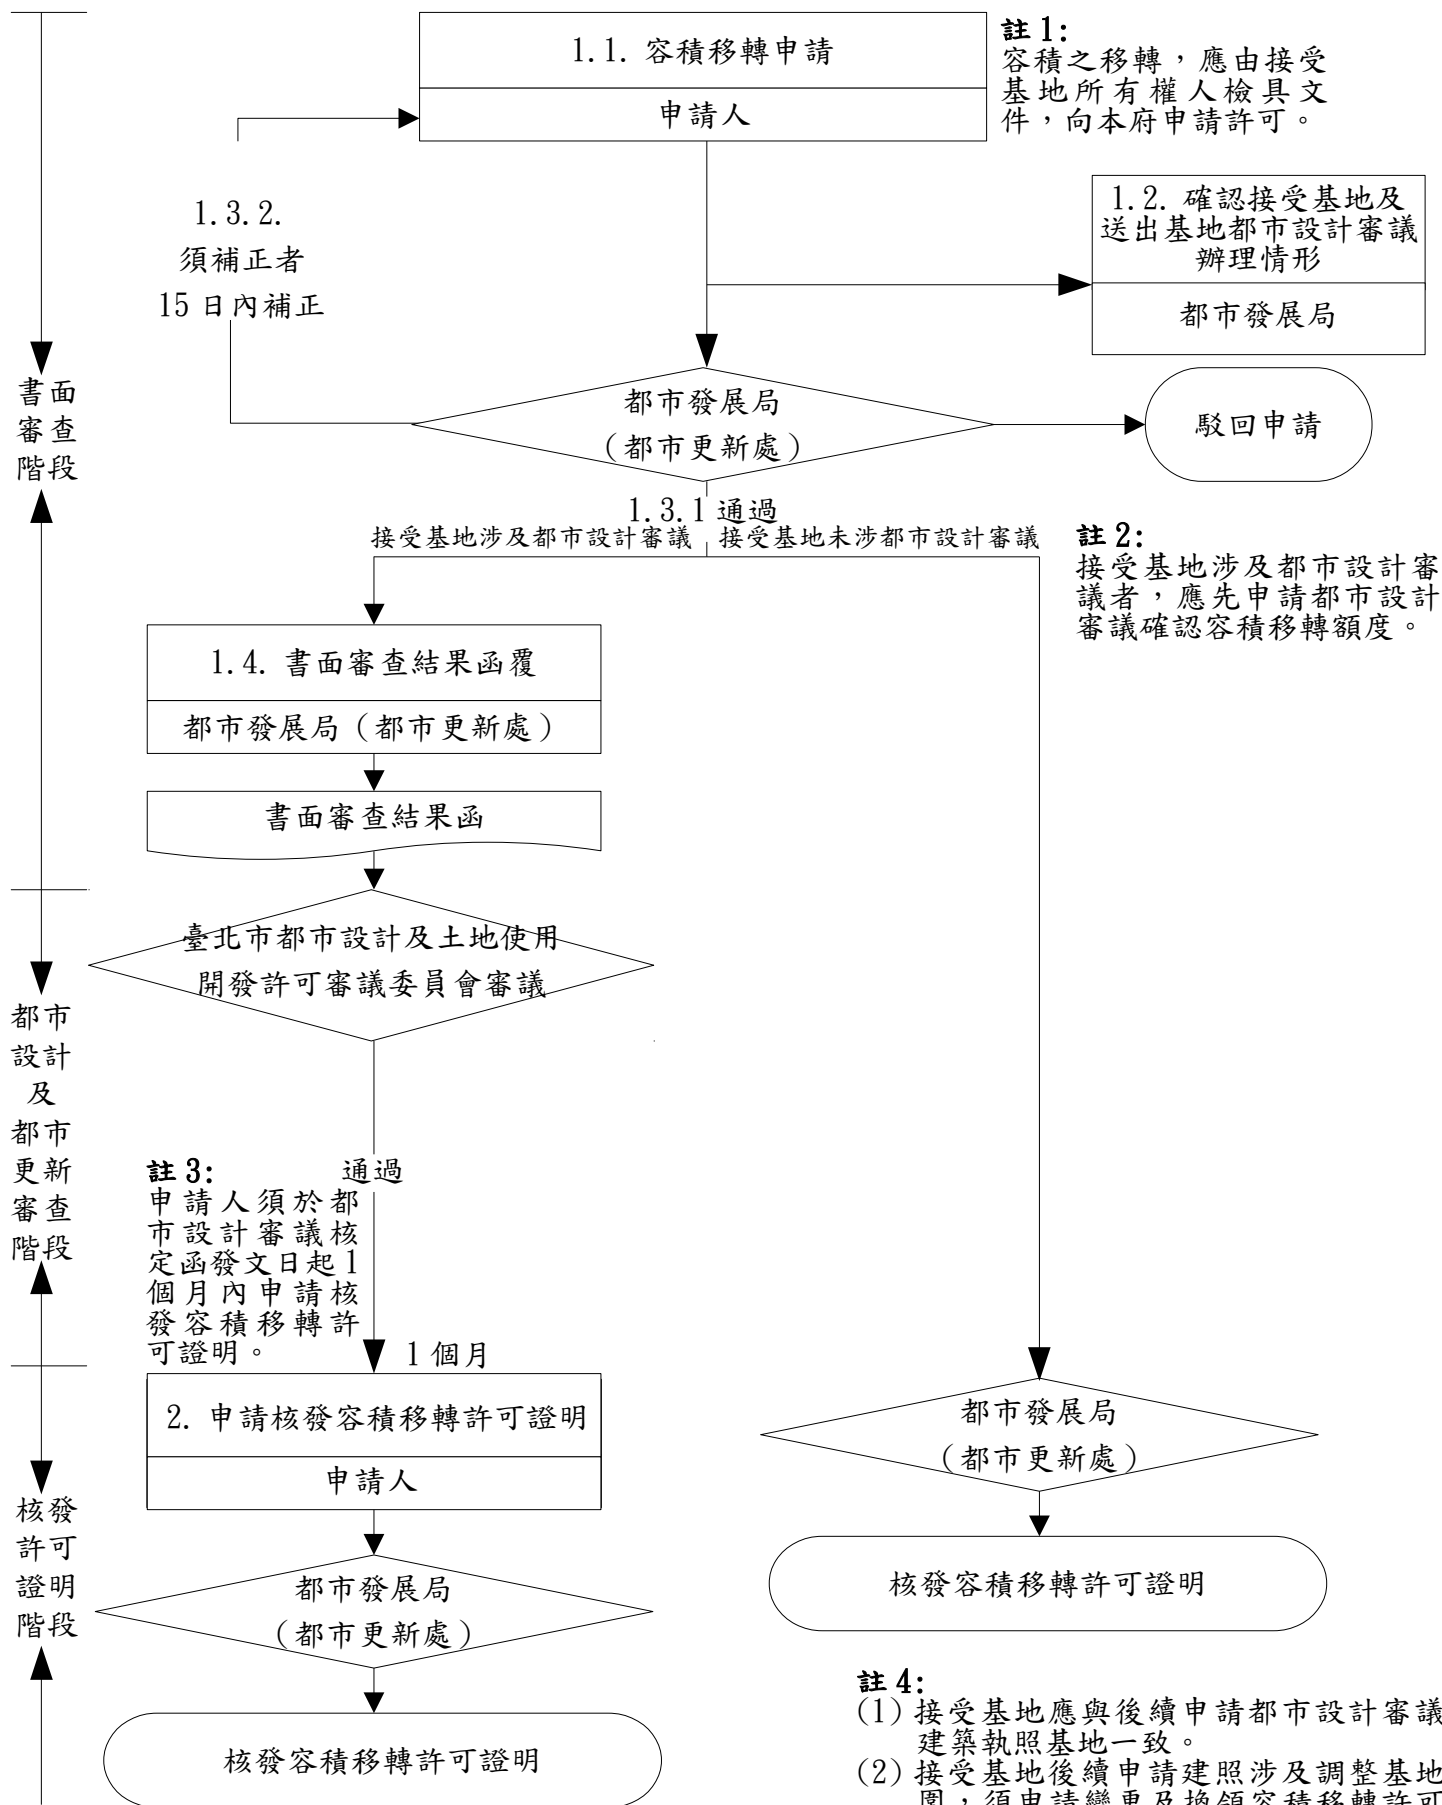 1.1. 容積移轉申請
申請人
註1:
容積之移轉，應由接受
基地所有權人檢具文
件，向本府申請許可。
1.2. 確認接受基地及
送出基地都市設計審議
辦理情形
都市發展局
1.3.2.
須補正者
15日內補正
書面
審查
階段
都市發展局
（都市更新處）
駁回申請
1.3.1通過
接受基地涉及都市設計審議
接受基地未涉都市設計審議
註2:
接受基地涉及都市設計審
議者，應先申請都市設計
審議確認容積移轉額度。
1.4. 書面審查結果函覆
都市發展局（都市更新處）
書面審查結果函
臺北市都市設計及土地使用
開發許可審議委員會審議
都市
設計
及
都市
更新
審查
階段
通過
註3:
申請人須於都
市設計審議核
定函發文日起1
個月內申請核
發容積移轉許
可證明。
1個月
2. 申請核發容積移轉許可證明
申請人
都市發展局
（都市更新處）
核發容積移轉許可證明
核發
許可
證明
階段
都市發展局
（都市更新處）
核發容積移轉許可證明
註4:
(1)接受基地應與後續申請都市設計審議
建築執照基地一致。
(2)接受基地後續申請建照涉及調整基地
圍，須申請變更及換領容積移轉許可